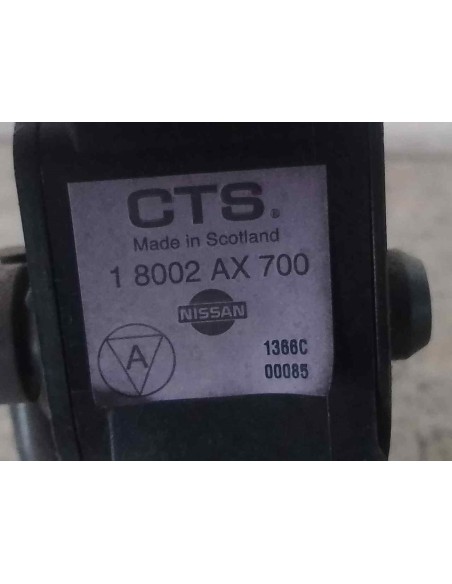 CTS®
Made in Scotland
1 8002 AX 700
NISSAN
A
1366C
00085